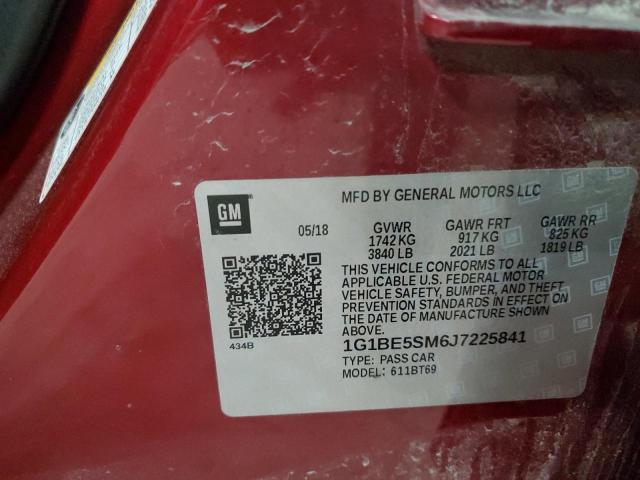 GM
MFD BY GENERAL MOTORS LLC
05/18 GVWR GAWR FRT GAWR RR
1742 KG 917 KG 825 KG
3840 LB 2021 LB 1819 LB
THIS VEHICLE CONFORMS TO ALL
APPLICABLE U.S. FEDERAL MOTOR
VEHICLE SAFETY, BUMPER, AND THEFT
PREVENTION STANDARDS IN EFFECT ON
THE DATE OF MANUFACTURE SHOWN
ABOVE.
434B
1G1BE5SM6J7225841
TYPE: PASS CAR
MODEL: 611BT69